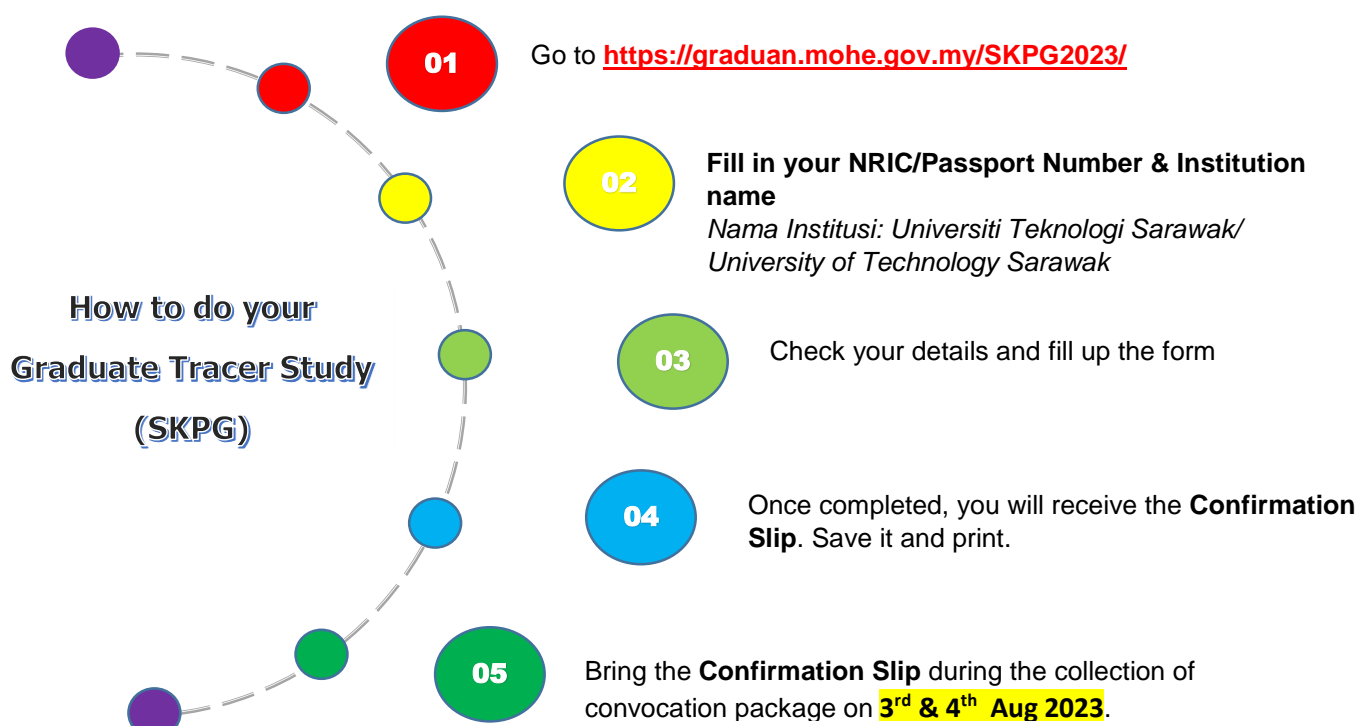 01
Go to https://graduan.mohe.gov.my/SKPG2023/
02
Fill in your NRIC/Passport Number & Institution
name
Nama Institusi: Universiti Teknologi Sarawak/
University of Technology Sarawak
How to do your
Graduate Tracer Study
(SKPG)
03
Check your details and fill up the form
04
Once completed, you will receive the Confirmation
Slip. Save it and print.
05
Bring the Confirmation Slip during the collection of
convocation package on 3rd & 4th Aug 2023.